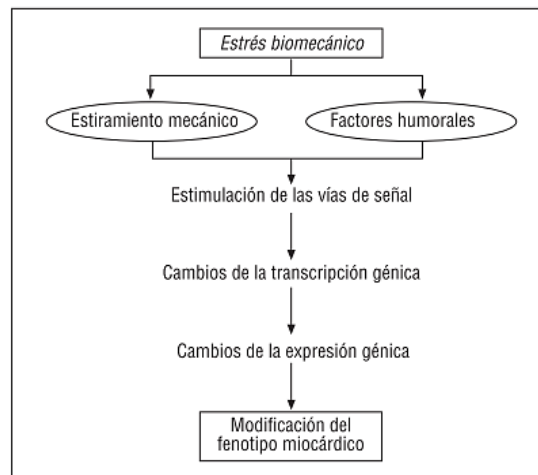 Estrés biomecánico
Estiramiento mecánico
Factores humorales
Estimulación de las vías de señal
Cambios de la transcripción génica
Cambios de la expresión génica
Modificación del
fenotipo miocárdico